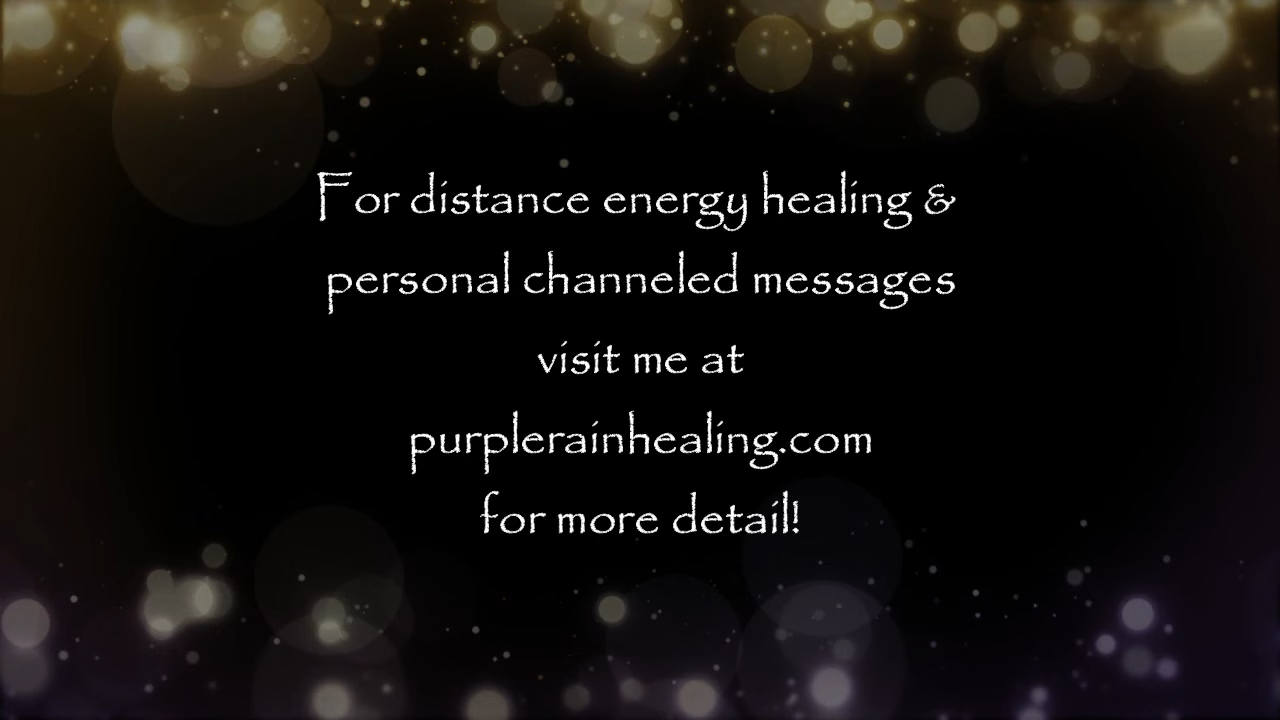 For distance energy healing &
personal channeled messages
visit me at
purplerainhealing.com
for more detail!